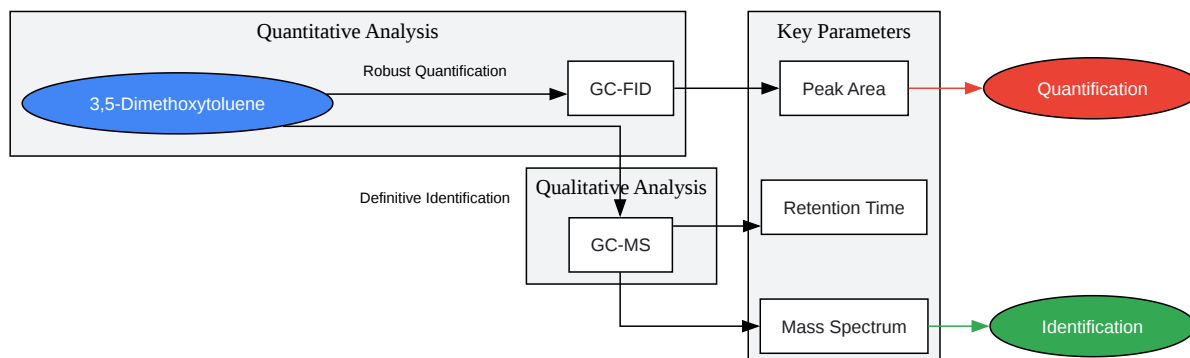 Quantitative Analysis
Key Parameters
Robust Quantification
3,5-Dimethoxytoluene
GC-FID
Peak Area
Quantification
Qualitative Analysis
Definitive Identification
Retention Time
GC-MS
Mass Spectrum
Identification